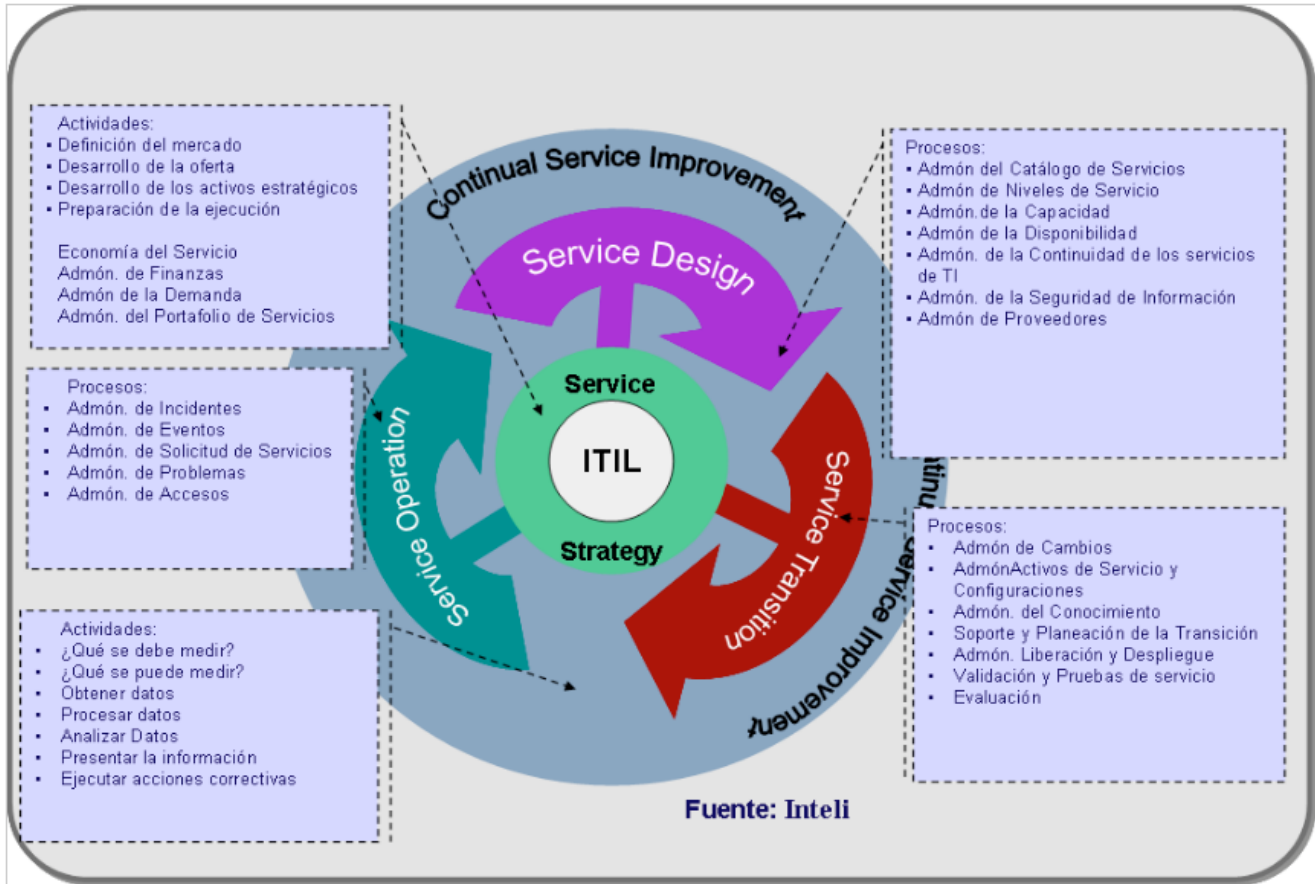 Actividades:
▪ Definición del mercado
▪ Desarrollo de la oferta
▪ Desarrollo de los activos estratégicos
▪ Preparación de la ejecución
Economía del Servicio
Admón. de Finanzas
Admón de la Demanda
Admón. del Portafolio de Servicios
Procesos:
▪ Admón. de Incidentes
▪ Admón. de Eventos
▪ Admón. de Solicitud de Servicios
▪ Admón. de Problemas
▪ Admón. de Accesos
Actividades:
▪ ¿Qué se debe medir?
▪ ¿Qué se puede medir?
▪ Obtener datos
▪ Procesar datos
▪ Analizar Datos
▪ Presentar la información
▪ Ejecutar acciones correctivas
Continual Service Improvement
Service Design
Service
ITIL
Strategy
Service Operation
Service Transition
Service Improvement
Procesos:
▪ Admón del Catálogo de Servicios
▪ Admón de Niveles de Servicio
▪ Admón.de la Capacidad
▪ Admón de la Disponibilidad
▪ Admón. de la Continuidad de los servicios
de TI
▪ Admón. de la Seguridad de Información
▪ Admón de Proveedores
Procesos:
▪ Admón de Cambios
▪ AdmónActivos de Servicio y
Configuraciones
▪ Admón. del Conocimiento
▪ Soporte y Planeación de la Transición
▪ Admón. Liberación y Despliegue
▪ Validación y Pruebas de servicio
▪ Evaluación
Fuente: Inteli